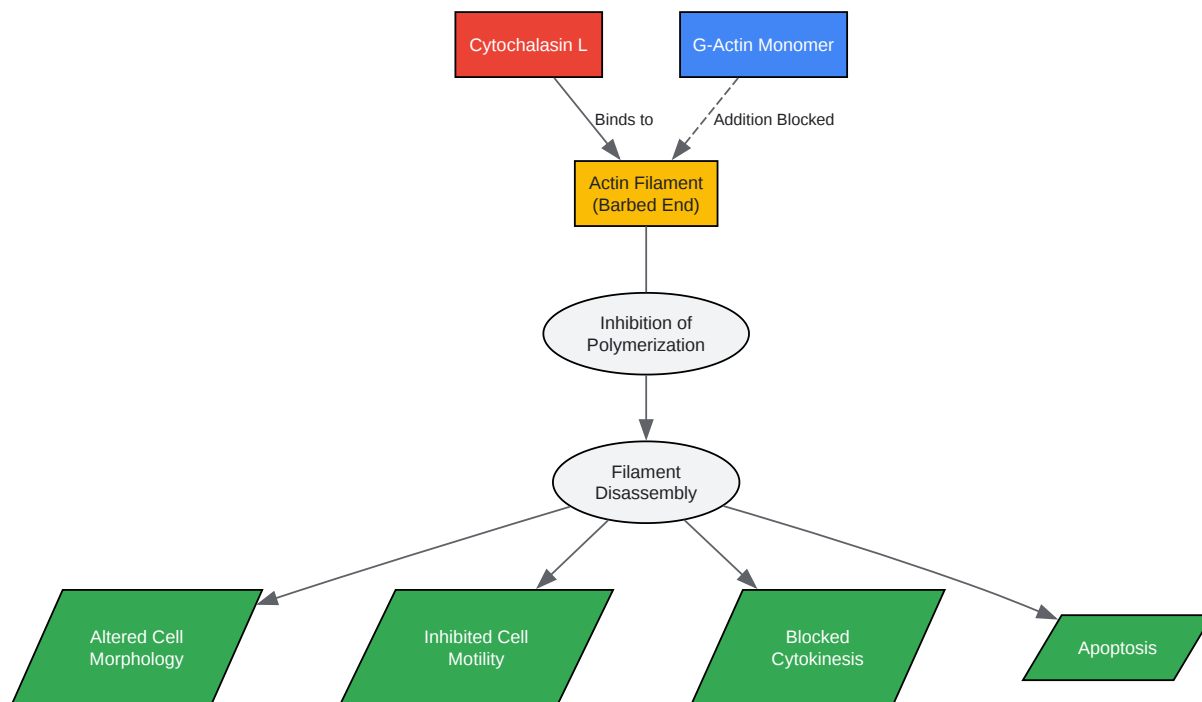 Cytochalasin L
G-Actin Monomer
Binds to
Addition Blocked
Actin Filament
(Barbed End)
Inhibition of
Polymerization
Filament
Disassembly
Altered Cell
Morphology
Inhibited Cell
Motility
Blocked
Cytokinesis
Apoptosis